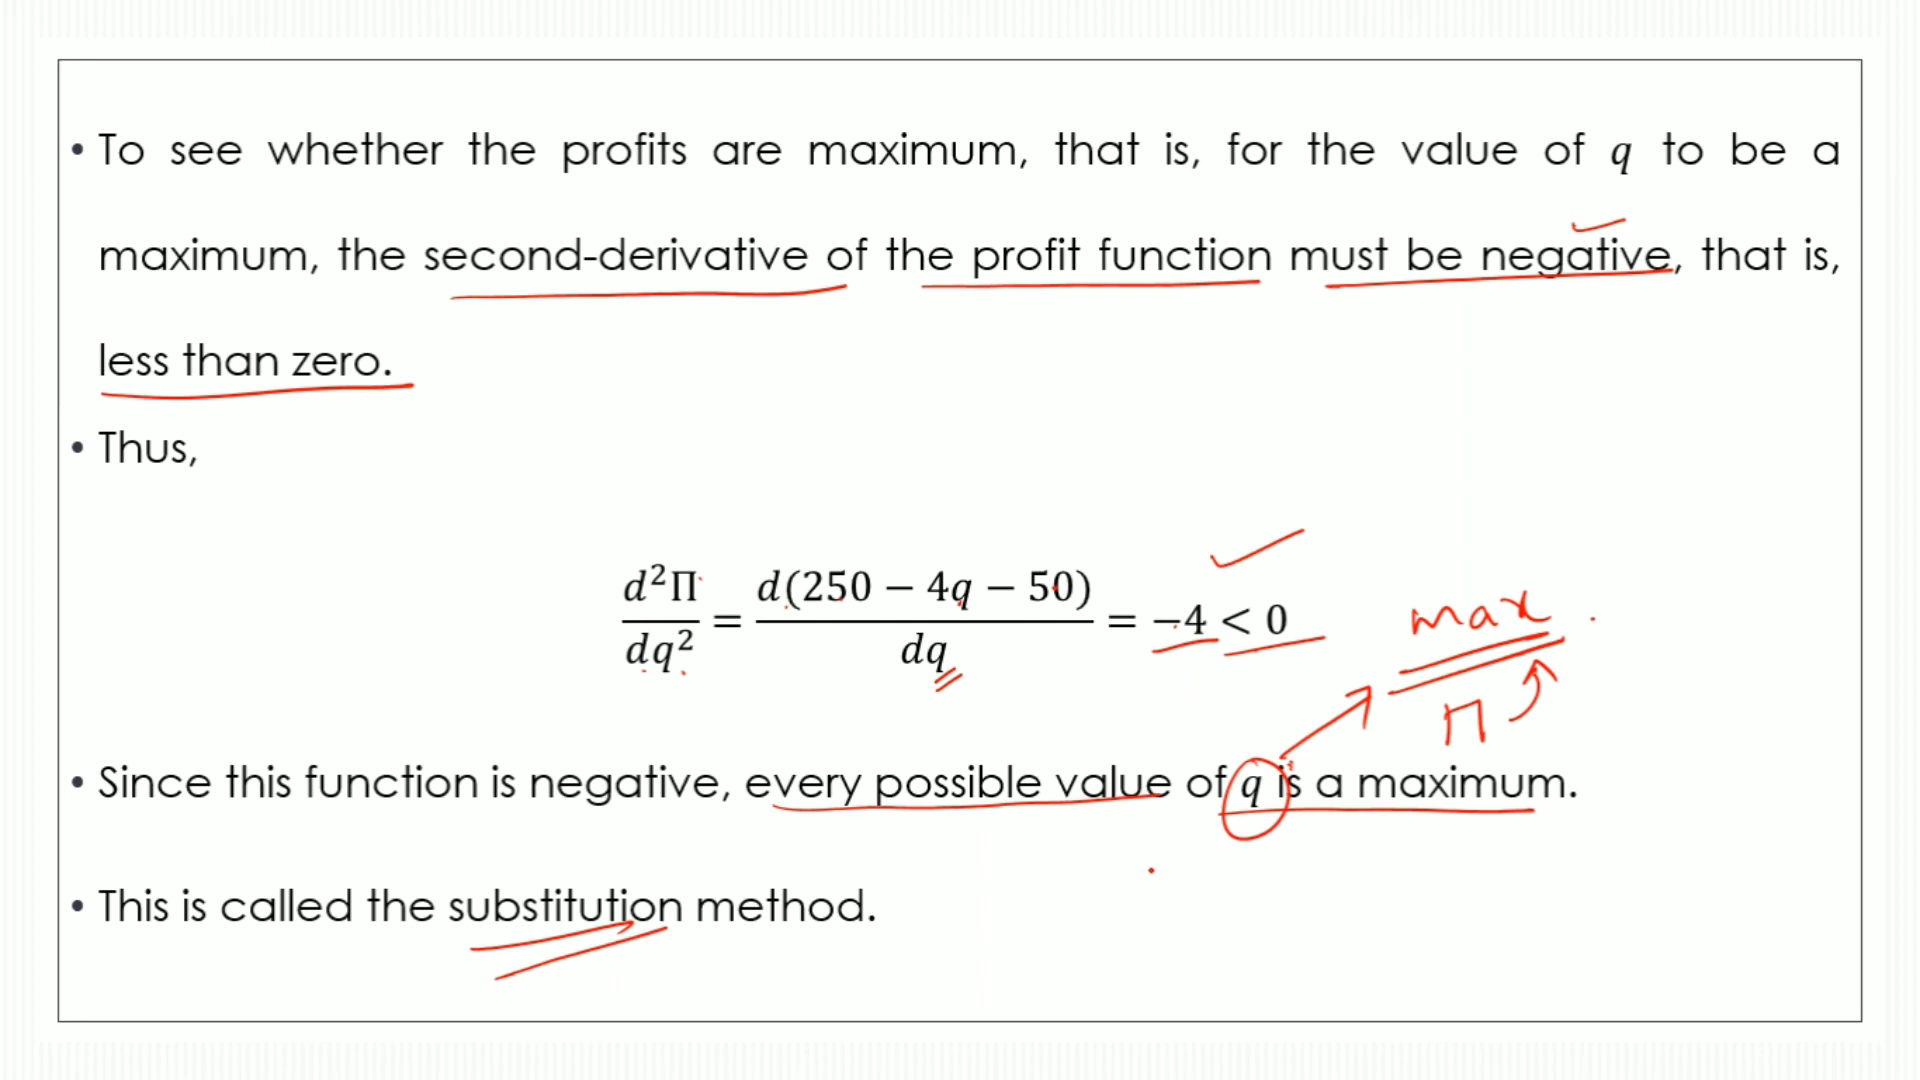 • To see whether the profits are maximum, that is, for the value of q to be a
maximum, the second-derivative of the profit function must be negative, that is,
less than zero.
• Thus,
d²Π/dq² = d(250 − 4q − 50)/dq = −4 < 0
max
Π
• Since this function is negative, every possible value of q is a maximum.
• This is called the substitution method.